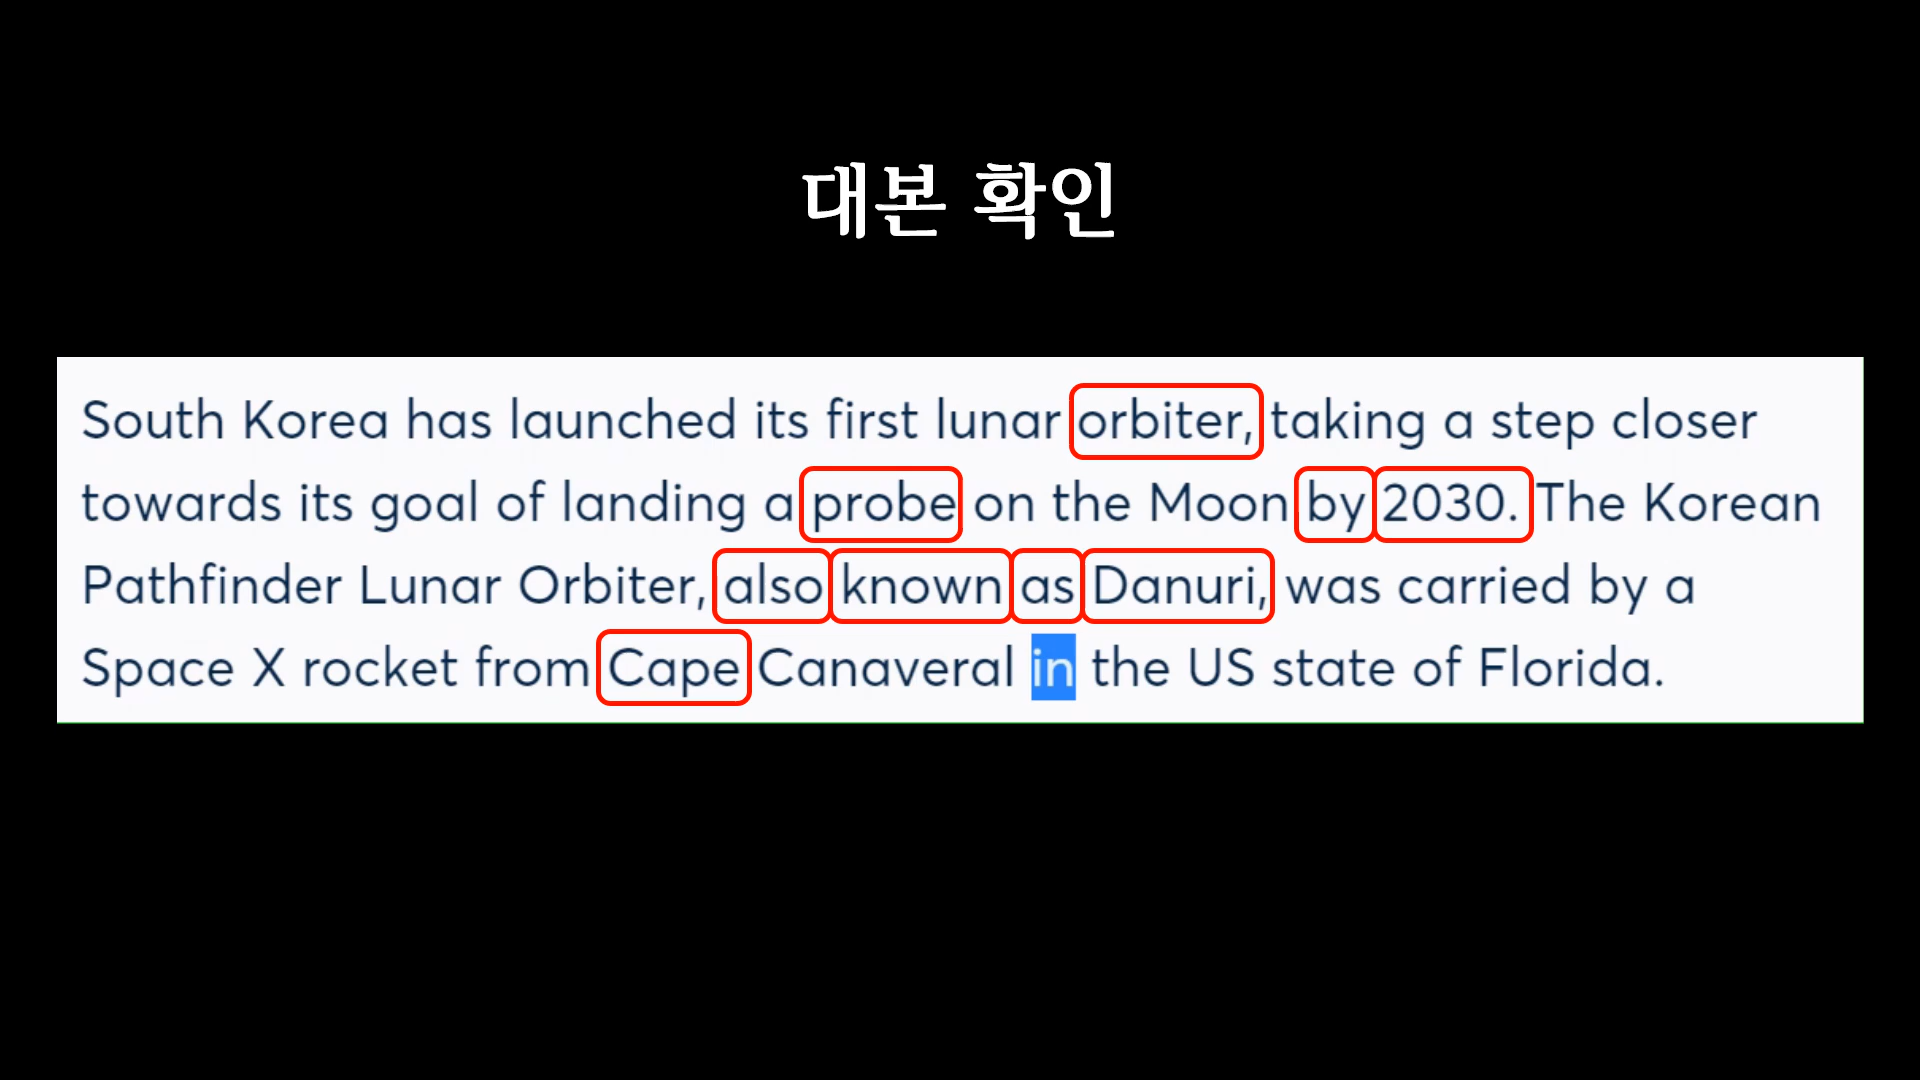 대본 확인
South Korea has launched its first lunar orbiter, taking a step closer
towards its goal of landing a probe on the Moon by 2030. The Korean
Pathfinder Lunar Orbiter, also known as Danuri, was carried by a
Space X rocket from Cape Canaveral in the US state of Florida.